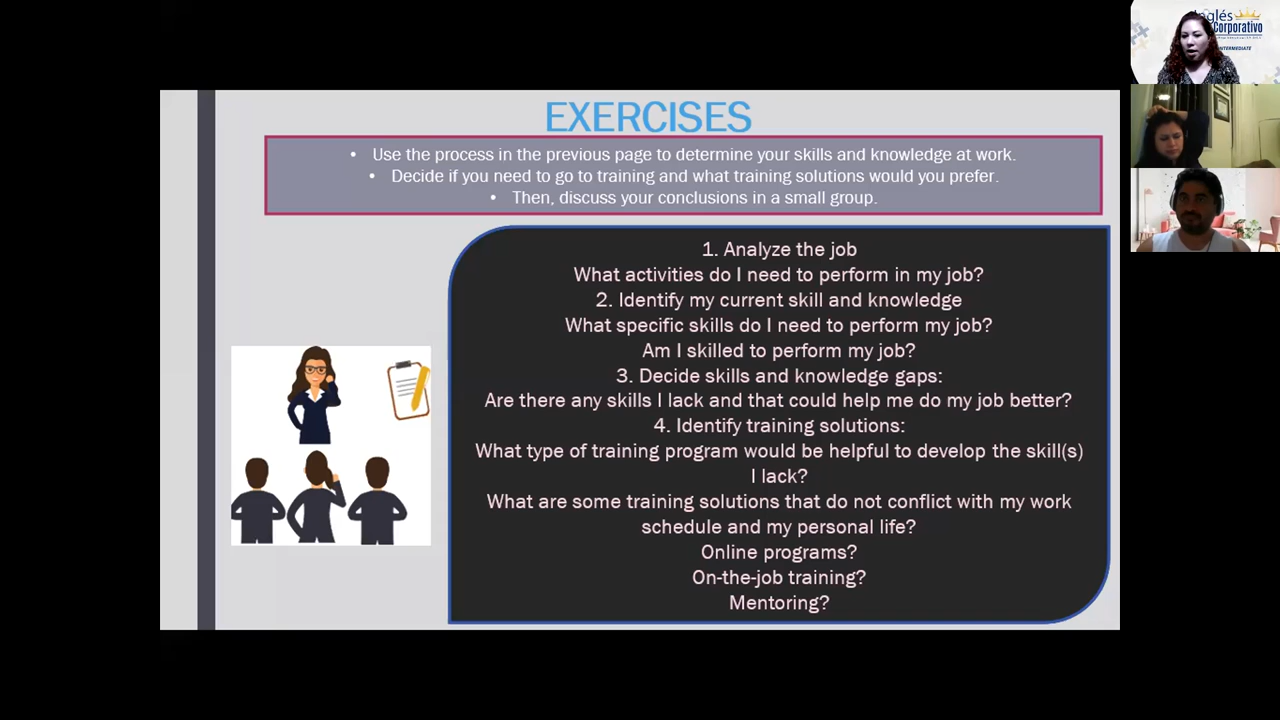 Inglés
Corporativo
INTERMEDIATE
EXERCISES
• Use the process in the previous page to determine your skills and knowledge at work.
• Decide if you need to go to training and what training solutions would you prefer.
• Then, discuss your conclusions in a small group.
1. Analyze the job
What activities do I need to perform in my job?
2. Identify my current skill and knowledge
What specific skills do I need to perform my job?
Am I skilled to perform my job?
3. Decide skills and knowledge gaps:
Are there any skills I lack and that could help me do my job better?
4. Identify training solutions:
What type of training program would be helpful to develop the skill(s)
I lack?
What are some training solutions that do not conflict with my work
schedule and my personal life?
Online programs?
On-the-job training?
Mentoring?